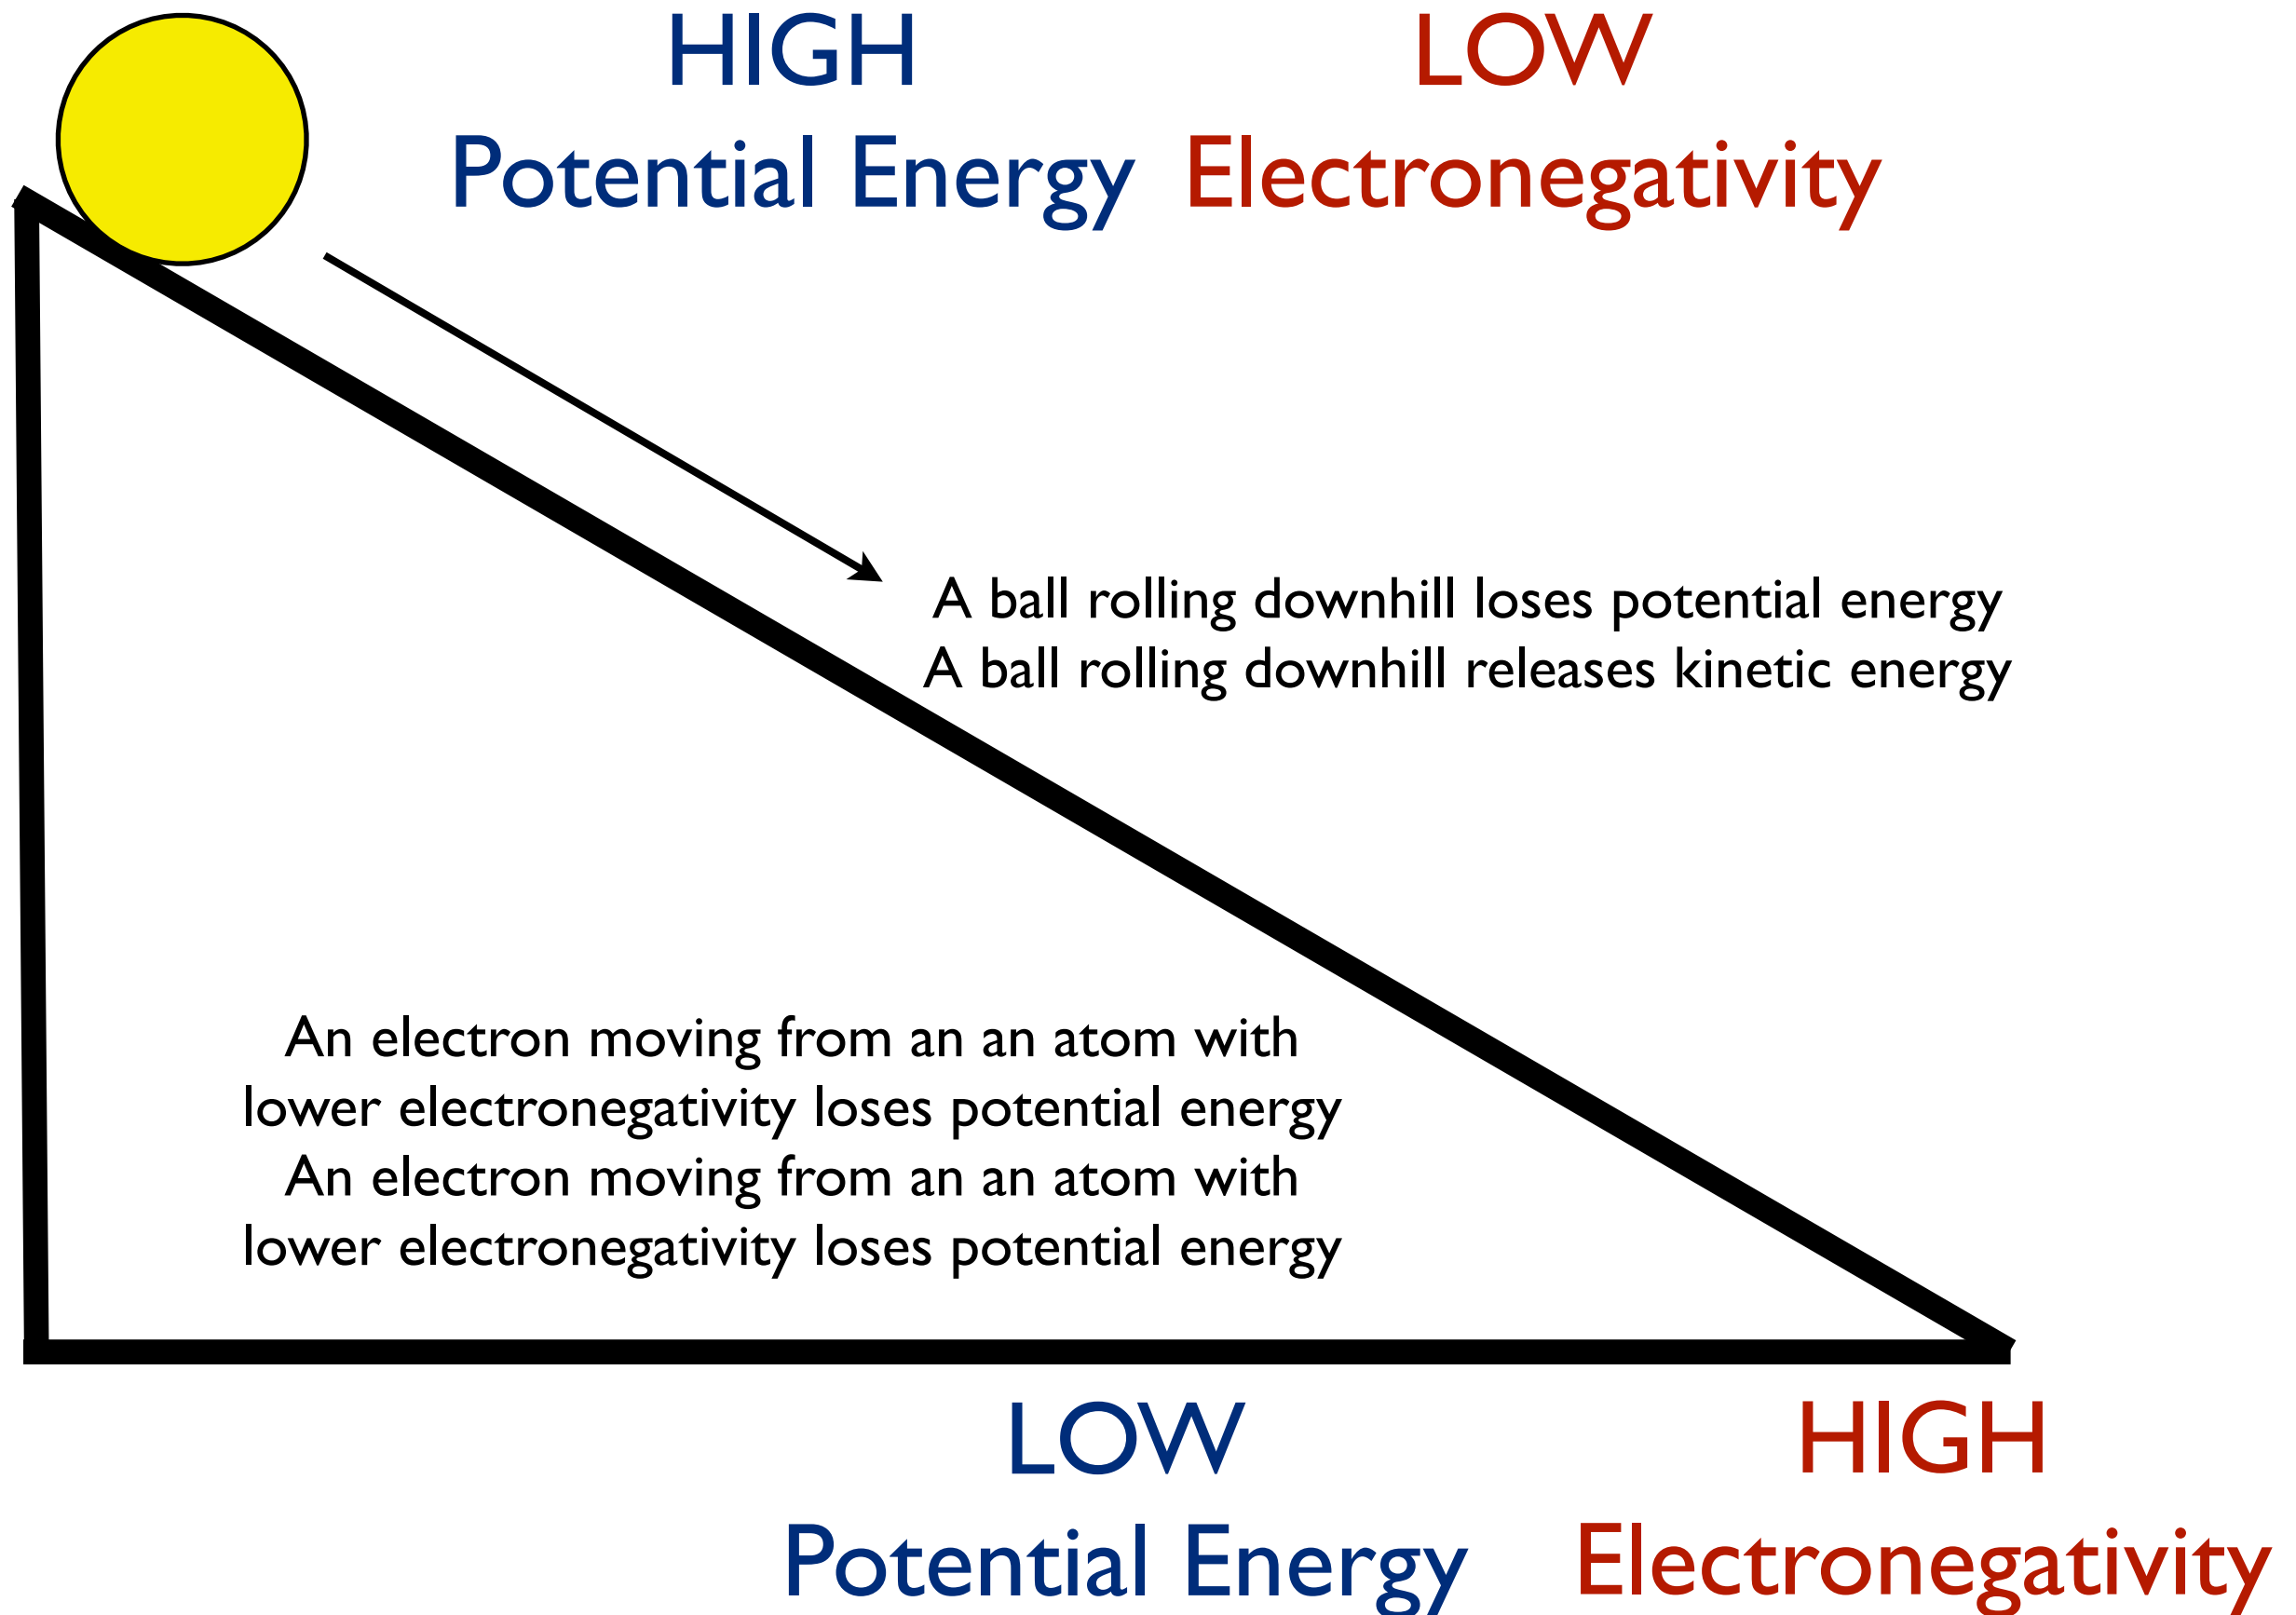 HIGH
Potential Energy
LOW
Electronegativity
A ball rolling downhill loses potential energy
A ball rolling downhill releases kinetic energy
An electron moving from an an atom with
lower electronegativity loses potential energy
An electron moving from an an atom with
lower electronegativity loses potential energy
LOW
Potential Energy
HIGH
Electronegativity